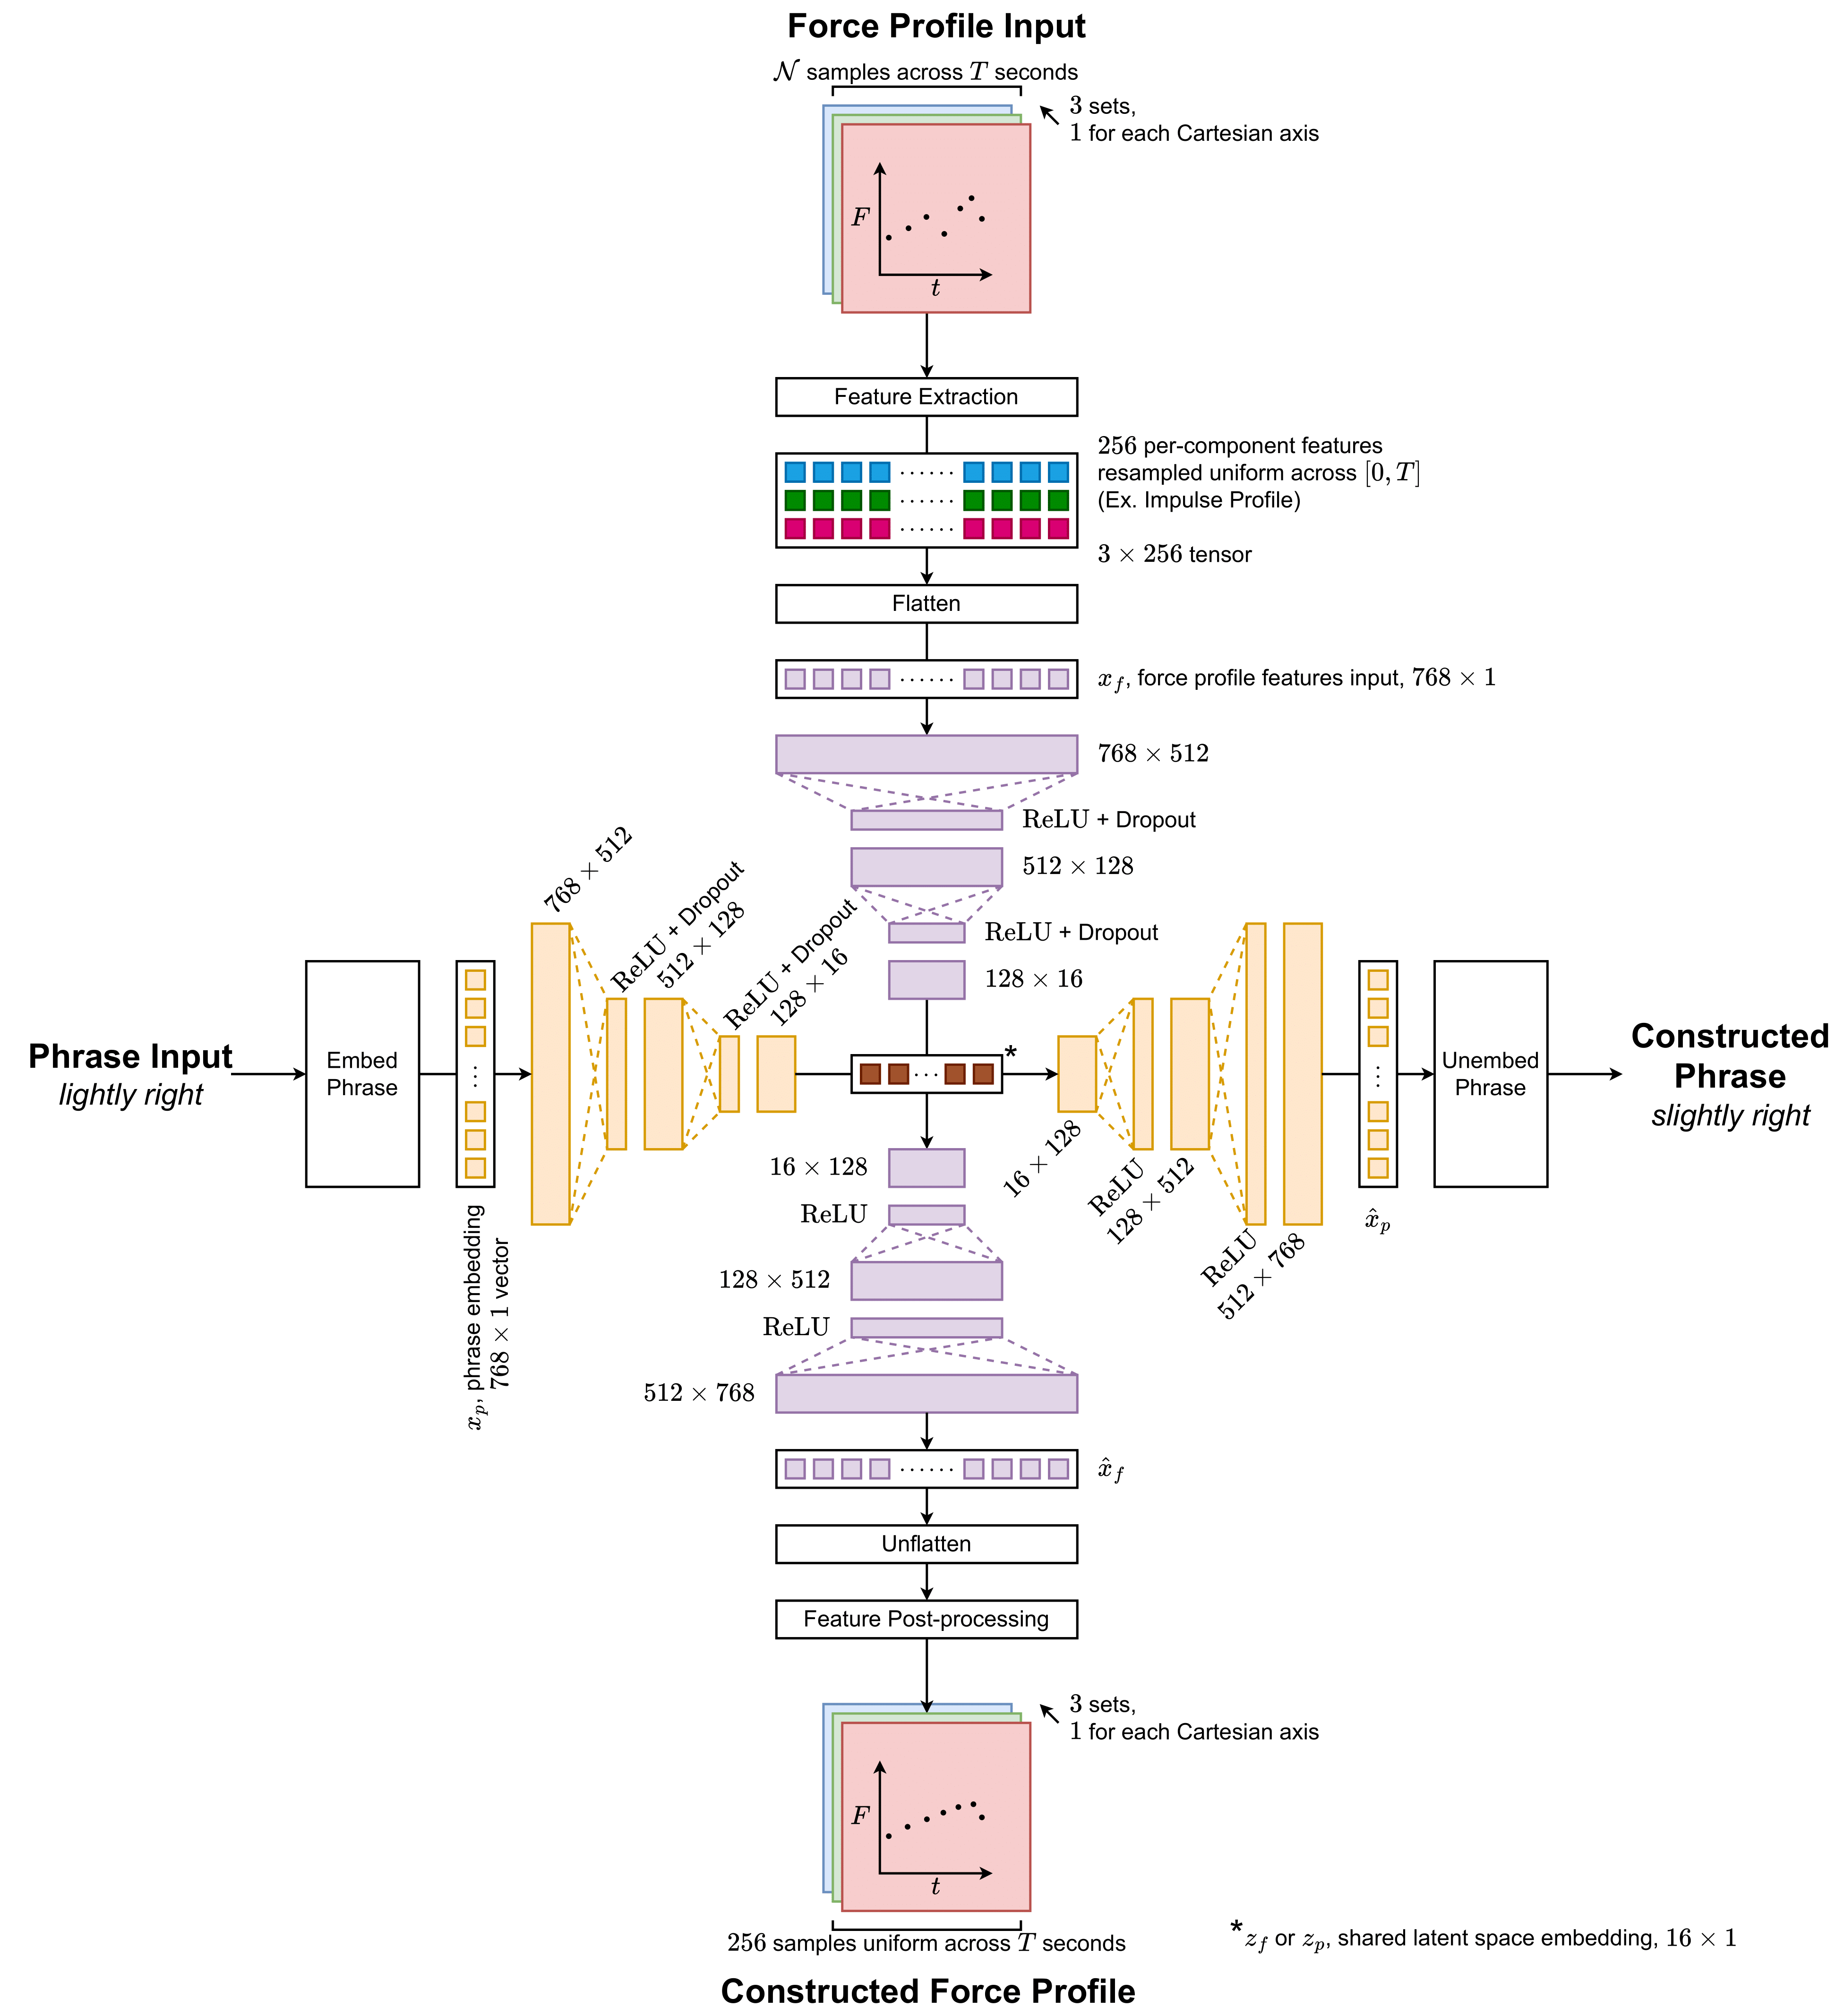 Force Profile Input
𝒩 samples across T seconds
3 sets,
1 for each Cartesian axis
F
t
Feature Extraction
256 per-component features
resampled uniform across [0, T]
(Ex. Impulse Profile)
3 × 256 tensor
Flatten
x_f, force profile features input, 768 × 1
768 × 512
ReLU + Dropout
512 × 128
ReLU + Dropout
128 × 16
Phrase Input
lightly right
Embed
Phrase
x_p, phrase embedding
768 × 1 vector
768 × 512
ReLU + Dropout
512 × 128
ReLU + Dropout
128 × 16
*
16 × 128
ReLU
128 × 512
ReLU
512 × 768
x̂_p
Unembed
Phrase
Constructed
Phrase
slightly right
16 × 128
ReLU
128 × 512
ReLU
512 × 768
x̂_f
Unflatten
Feature Post-processing
3 sets,
1 for each Cartesian axis
F
t
256 samples uniform across T seconds
Constructed Force Profile
*z_f or z_p, shared latent space embedding, 16 × 1